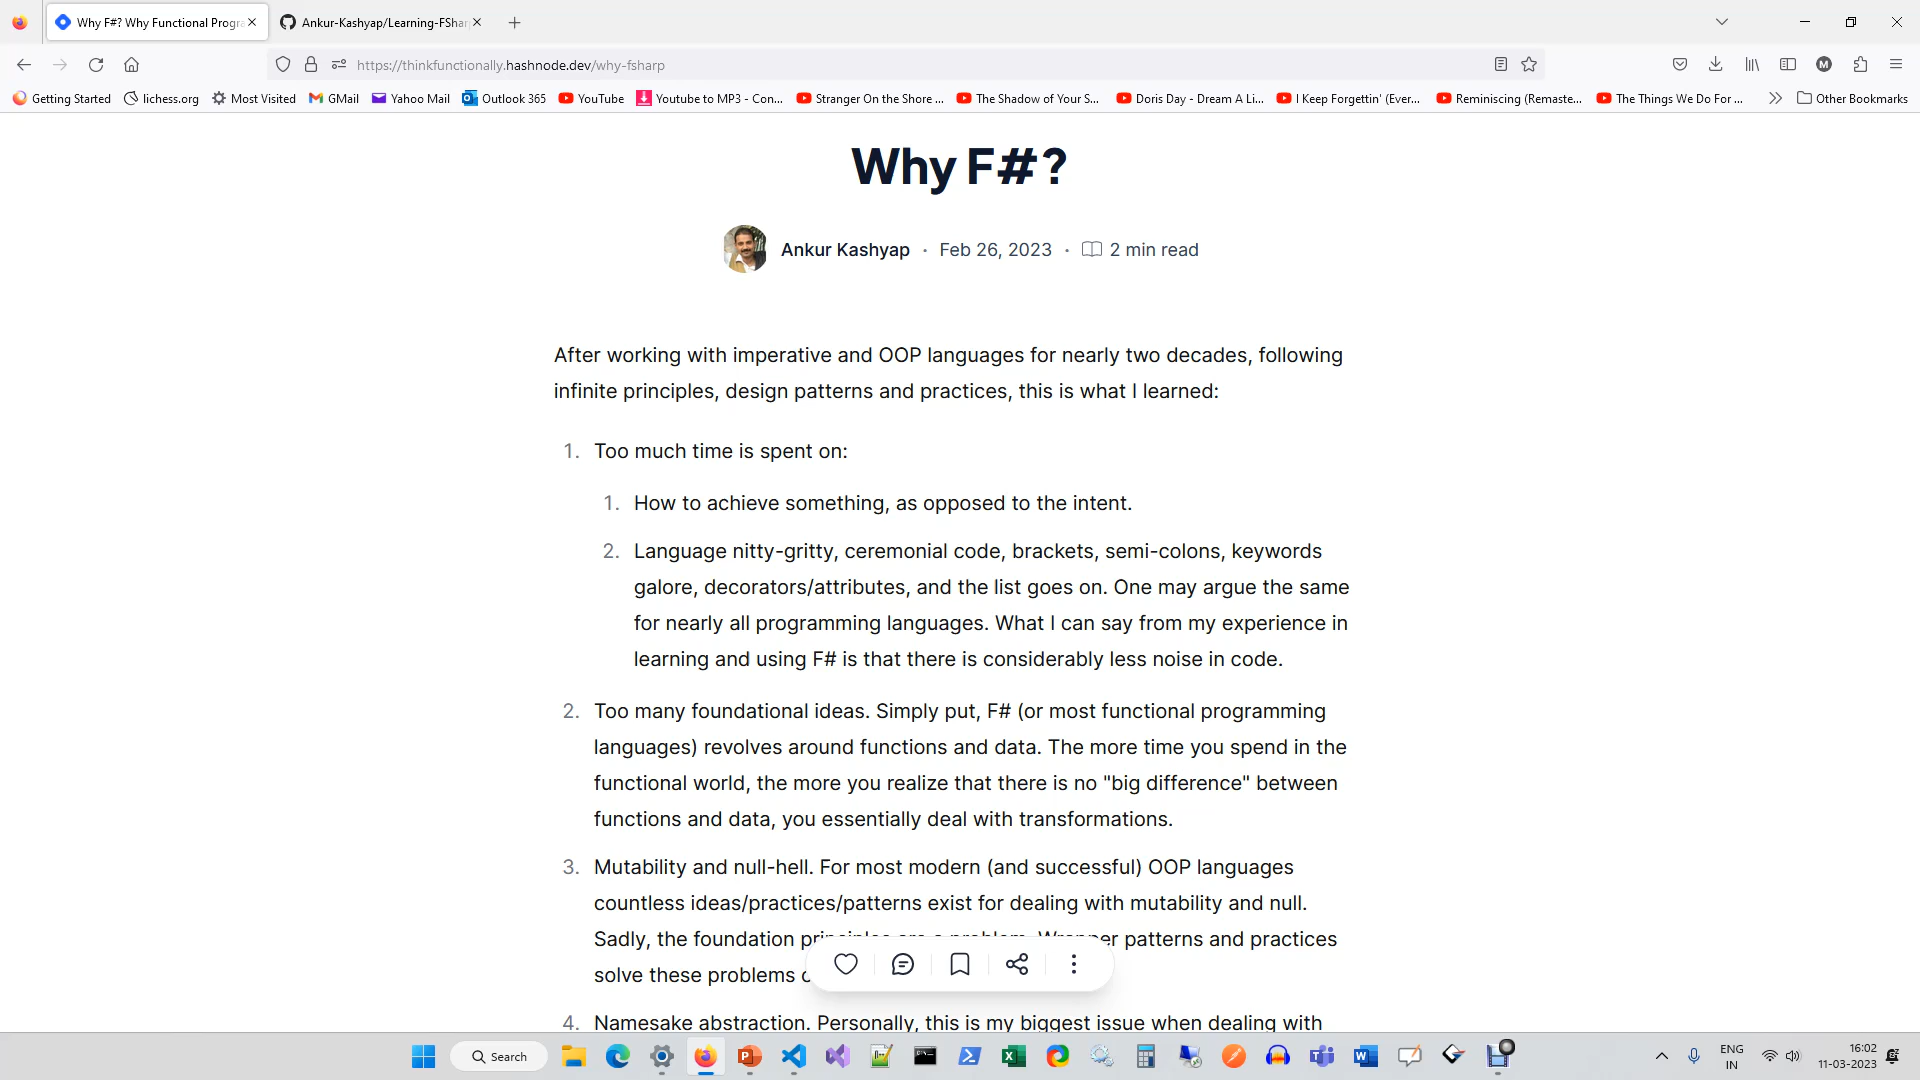 Why F#? Why Functional Progra
Ankur-Kashyap/Learning-FShar
https://thinkfunctionally.hashnode.dev/why-fsharp
M
Getting Started
lichess.org
Most Visited
GMail
Yahoo Mail
Outlook 365
YouTube
Youtube to MP3 - Con...
Stranger On the Shore ...
The Shadow of Your S...
Doris Day - Dream A Li...
I Keep Forgettin' (Ever...
Reminiscing (Remaste...
The Things We Do For ...
Other Bookmarks
Why F#?
Ankur Kashyap · Feb 26, 2023 · 2 min read
After working with imperative and OOP languages for nearly two decades, following
infinite principles, design patterns and practices, this is what I learned:
1. Too much time is spent on:
1. How to achieve something, as opposed to the intent.
2. Language nitty-gritty, ceremonial code, brackets, semi-colons, keywords
galore, decorators/attributes, and the list goes on. One may argue the same
for nearly all programming languages. What I can say from my experience in
learning and using F# is that there is considerably less noise in code.
2. Too many foundational ideas. Simply put, F# (or most functional programming
languages) revolves around functions and data. The more time you spend in the
functional world, the more you realize that there is no "big difference" between
functions and data, you essentially deal with transformations.
3. Mutability and null-hell. For most modern (and successful) OOP languages
countless ideas/practices/patterns exist for dealing with mutability and null.
Sadly, the foundation principles are a problem. Wrapper patterns and practices
solve these problems
4. Namesake abstraction. Personally, this is my biggest issue when dealing with
Search
ENG
IN
16:02
11-03-2023